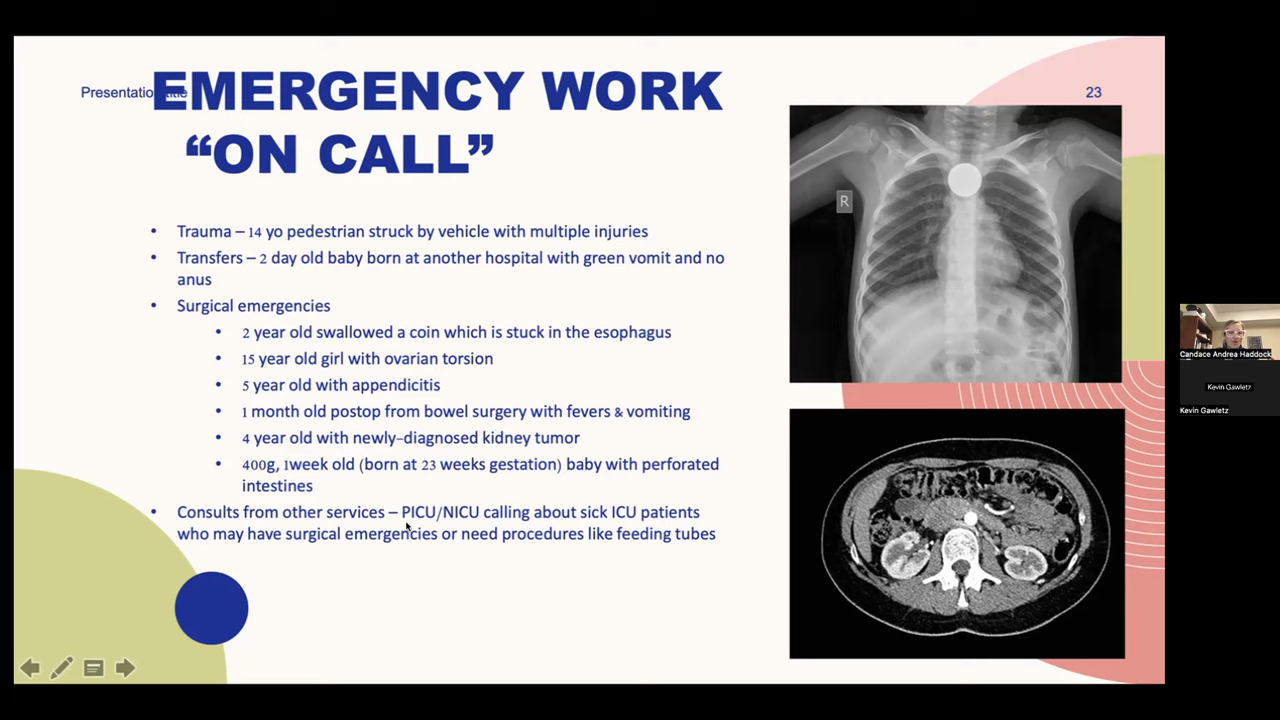 Presentation title
EMERGENCY WORK
“ON CALL”
23
• Trauma – 14 yo pedestrian struck by vehicle with multiple injuries
• Transfers – 2 day old baby born at another hospital with green vomit and no
anus
• Surgical emergencies
• 2 year old swallowed a coin which is stuck in the esophagus
• 15 year old girl with ovarian torsion
• 5 year old with appendicitis
• 1 month old postop from bowel surgery with fevers & vomiting
• 4 year old with newly-diagnosed kidney tumor
• 400g, 1week old (born at 23 weeks gestation) baby with perforated
intestines
• Consults from other services – PICU/NICU calling about sick ICU patients
who may have surgical emergencies or need procedures like feeding tubes
R
Candace Andrea Haddock
Kevin Gawletz
Kevin Gawletz